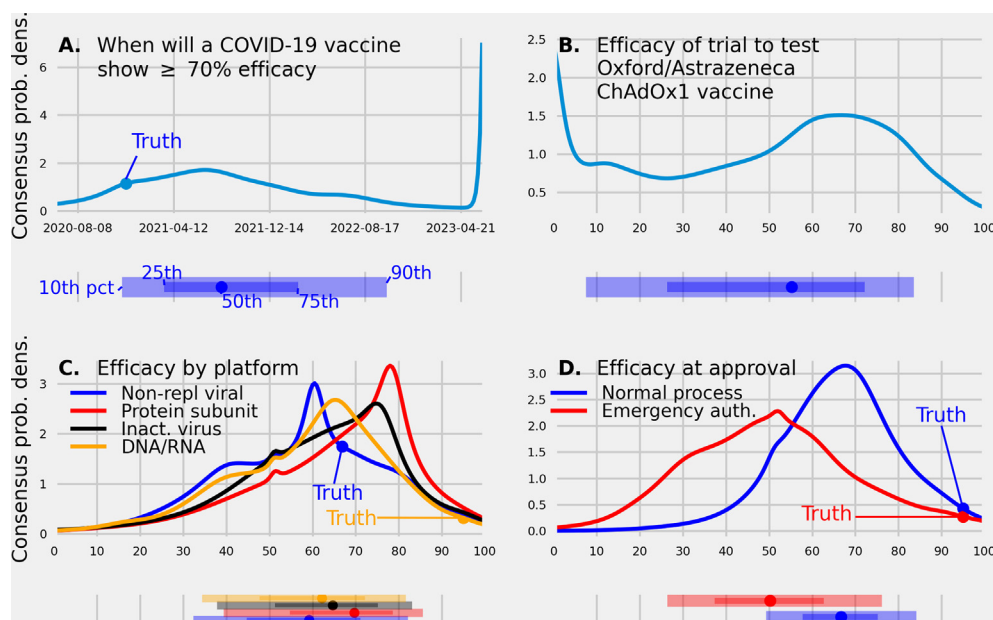 Consensus prob. dens.
A. When will a COVID-19 vaccine
show ≥ 70% efficacy
6
4
2
0
Truth
2020-08-08 2021-04-12 2021-12-14 2022-08-17 2023-04-21
10th pct 25th 50th 75th 90th
B. Efficacy of trial to test
Oxford/Astrazeneca
ChAdOx1 vaccine
2.5
2.0
1.5
1.0
0.5
0 10 20 30 40 50 60 70 80 90 100
Consensus prob. dens.
C. Efficacy by platform
Non-repl viral
Protein subunit
Inact. virus
DNA/RNA
3
2
1
0
Truth
Truth
0 10 20 30 40 50 60 70 80 90 100
D. Efficacy at approval
Normal process
Emergency auth.
3.0
2.5
2.0
1.5
1.0
0.5
0.0
Truth
Truth
0 10 20 30 40 50 60 70 80 90 100